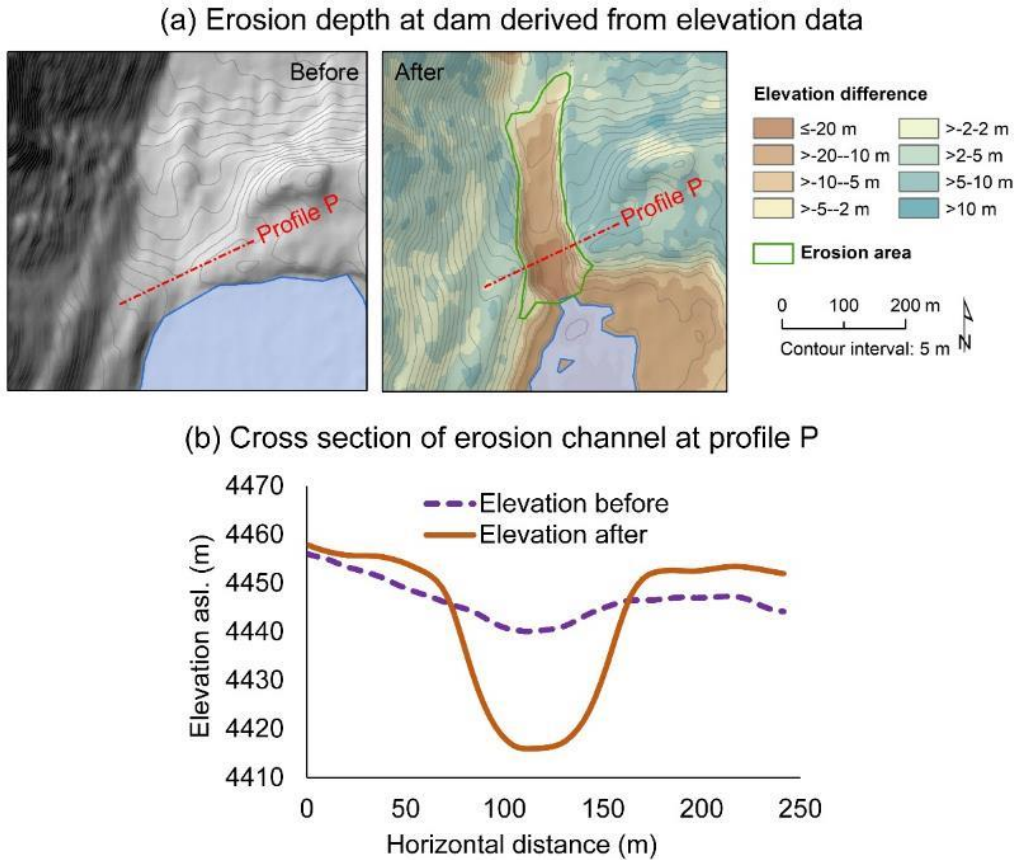 (a) Erosion depth at dam derived from elevation data
Before
Profile P
After
Profile P
Elevation difference
≤-20 m
>-2-2 m
>-20--10 m
>2-5 m
>-10--5 m
>5-10 m
>-5--2 m
>10 m
Erosion area
0 100 200 m
Contour interval: 5 m
N
(b) Cross section of erosion channel at profile P
Elevation before
Elevation after
Elevation asl. (m)
4470
4460
4450
4440
4430
4420
4410
0 50 100 150 200 250
Horizontal distance (m)